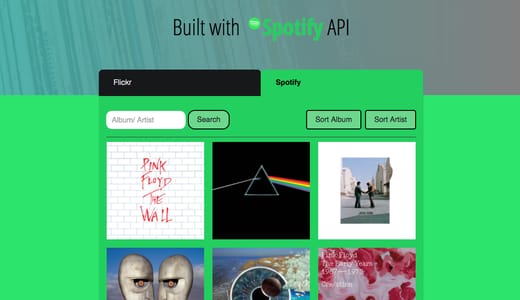 Built with Spotify API
Flickr
Spotify
Album/ Artist
Search
Sort Album
Sort Artist
PINK
FLOYD
THE
WALL
Pink Floyd
The Early Years
1967—1972
Cre/ation